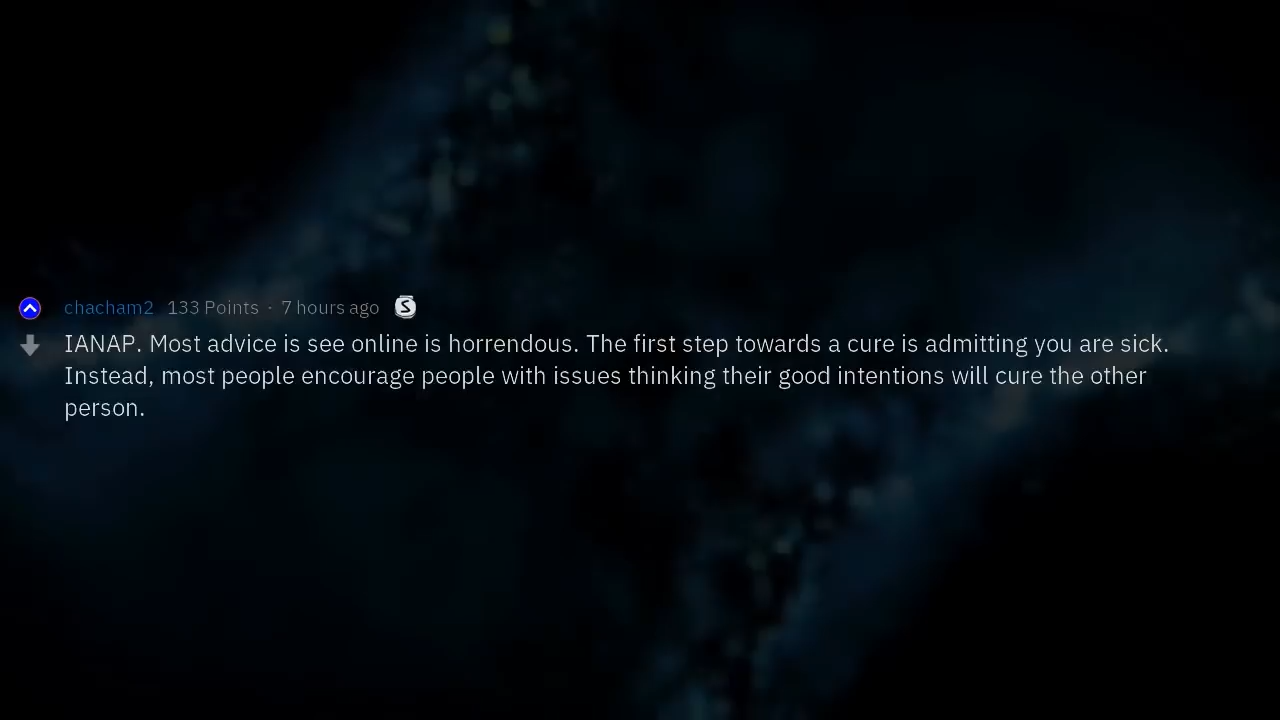 chacham2 133 Points · 7 hours ago S
IANAP. Most advice is see online is horrendous. The first step towards a cure is admitting you are sick.
Instead, most people encourage people with issues thinking their good intentions will cure the other
person.